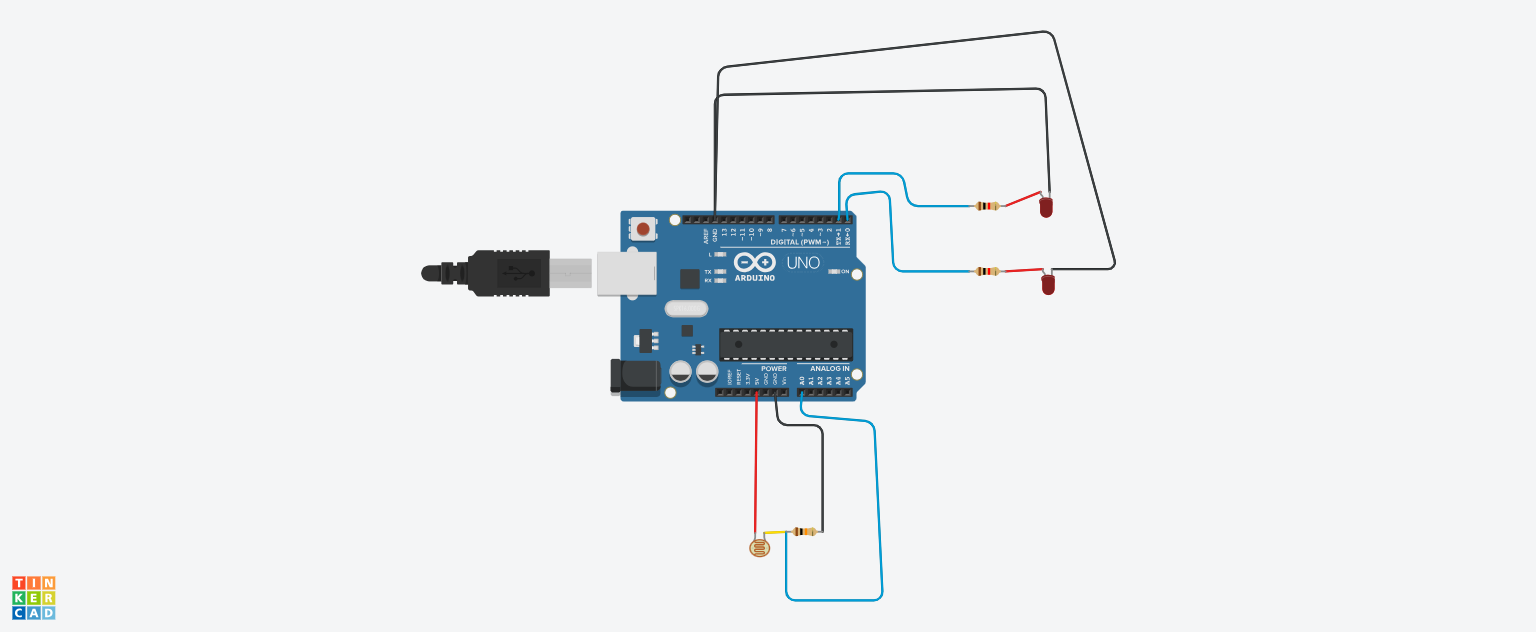 AREF
GND
13
12
~11
~10
~9
8
7
~6
~5
4
~3
2
TX→1
RX←0
DIGITAL (PWM~)
L
TX
RX
ARDUINO
UNO
ON
POWER
ANALOG IN
IOREF
RESET
3.3V
5V
GND
GND
Vin
A0
A1
A2
A3
A4
A5
TIN
KER
CAD